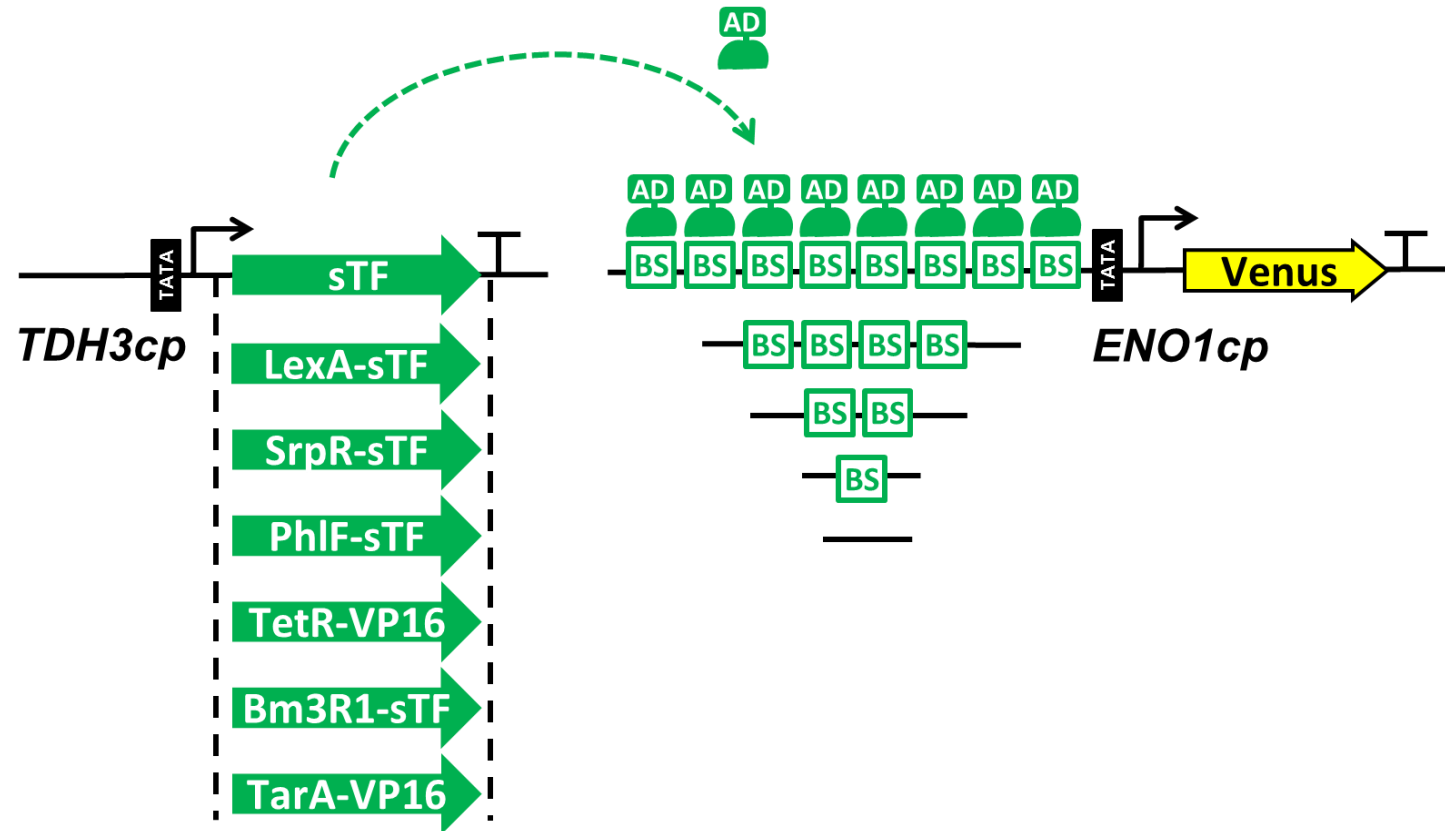 AD
AD AD AD AD AD AD AD AD
TATA sTF BS BS BS BS BS BS BS BS TATA Venus
TDH3cp ENO1cp
BS BS BS BS
LexA-sTF
BS BS
SrpR-sTF
BS
PhlF-sTF
TetR-VP16
Bm3R1-sTF
TarA-VP16